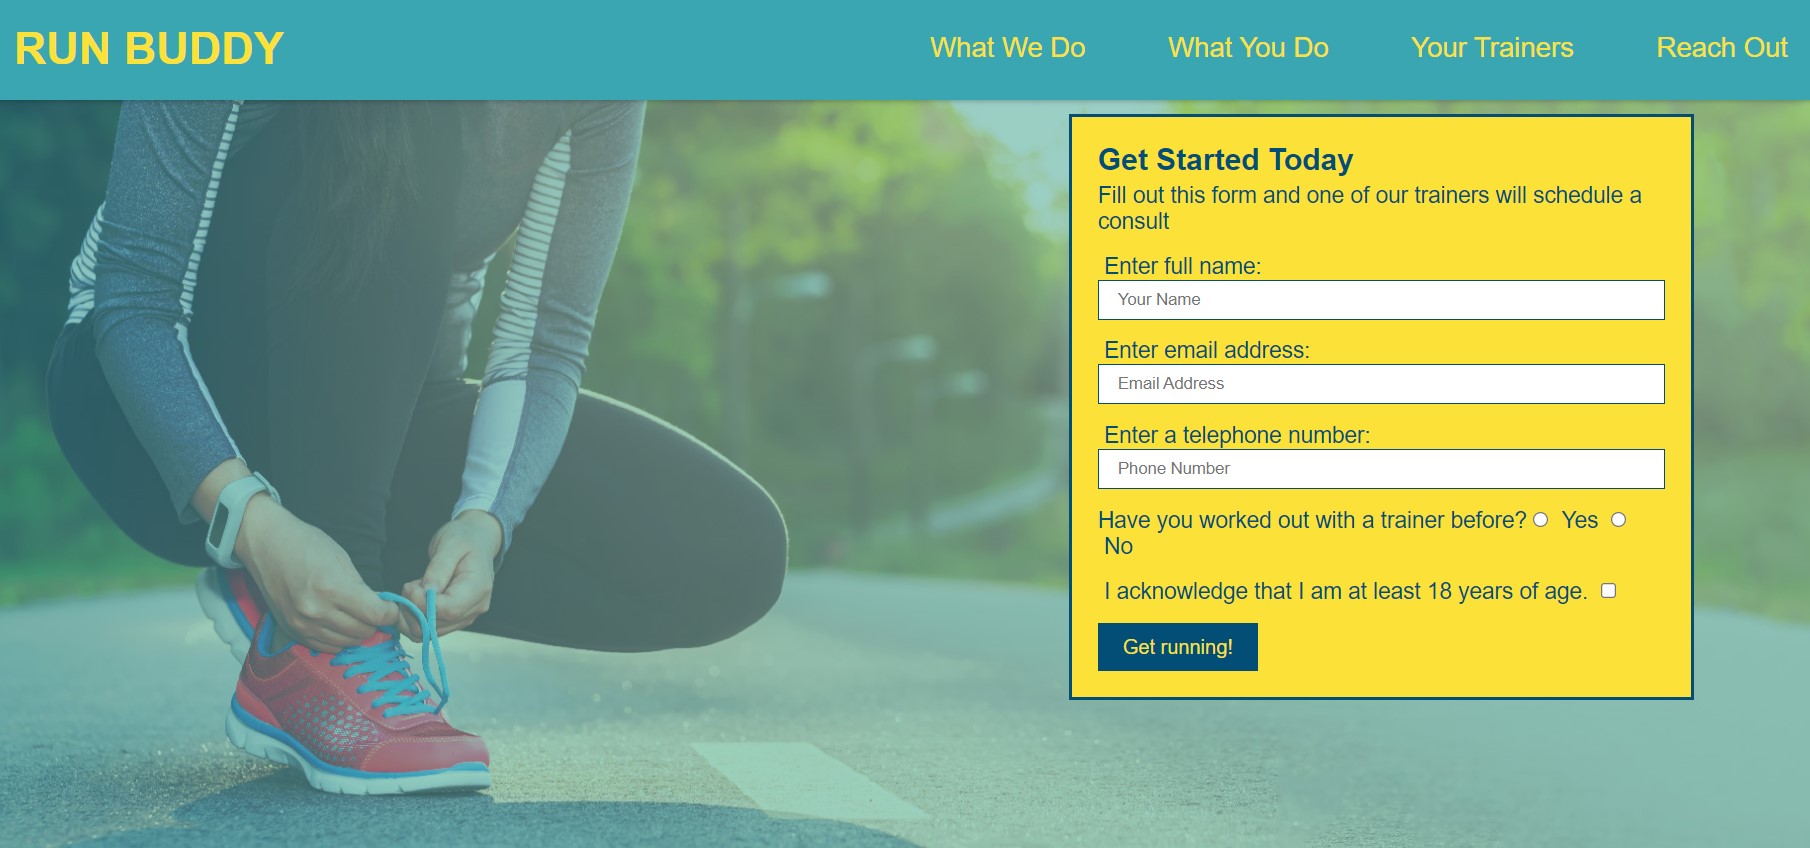 RUN BUDDY
What We Do
What You Do
Your Trainers
Reach Out
Get Started Today
Fill out this form and one of our trainers will schedule a
consult
Enter full name:
Your Name
Enter email address:
Email Address
Enter a telephone number:
Phone Number
Have you worked out with a trainer before? Yes
No
I acknowledge that I am at least 18 years of age.
Get running!